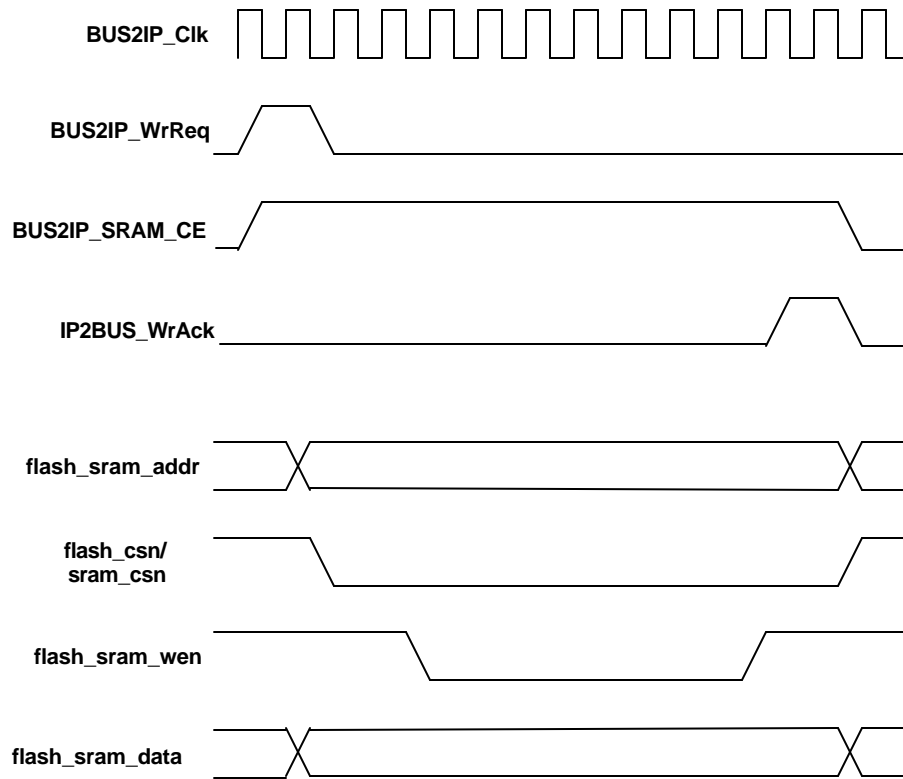 BUS2IP_Clk
BUS2IP_WrReq
BUS2IP_SRAM_CE
IP2BUS_WrAck
flash_sram_addr
flash_csn/
sram_csn
flash_sram_wen
flash_sram_data